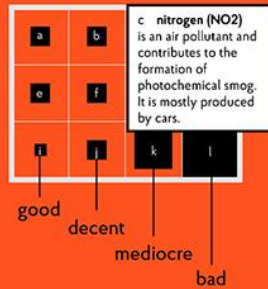 a b
c nitrogen (NO2)
is an air pollutant and
contributes to the
formation of
photochemical smog.
It is mostly produced
by cars.
e f
i j k l
good
decent
mediocre
bad